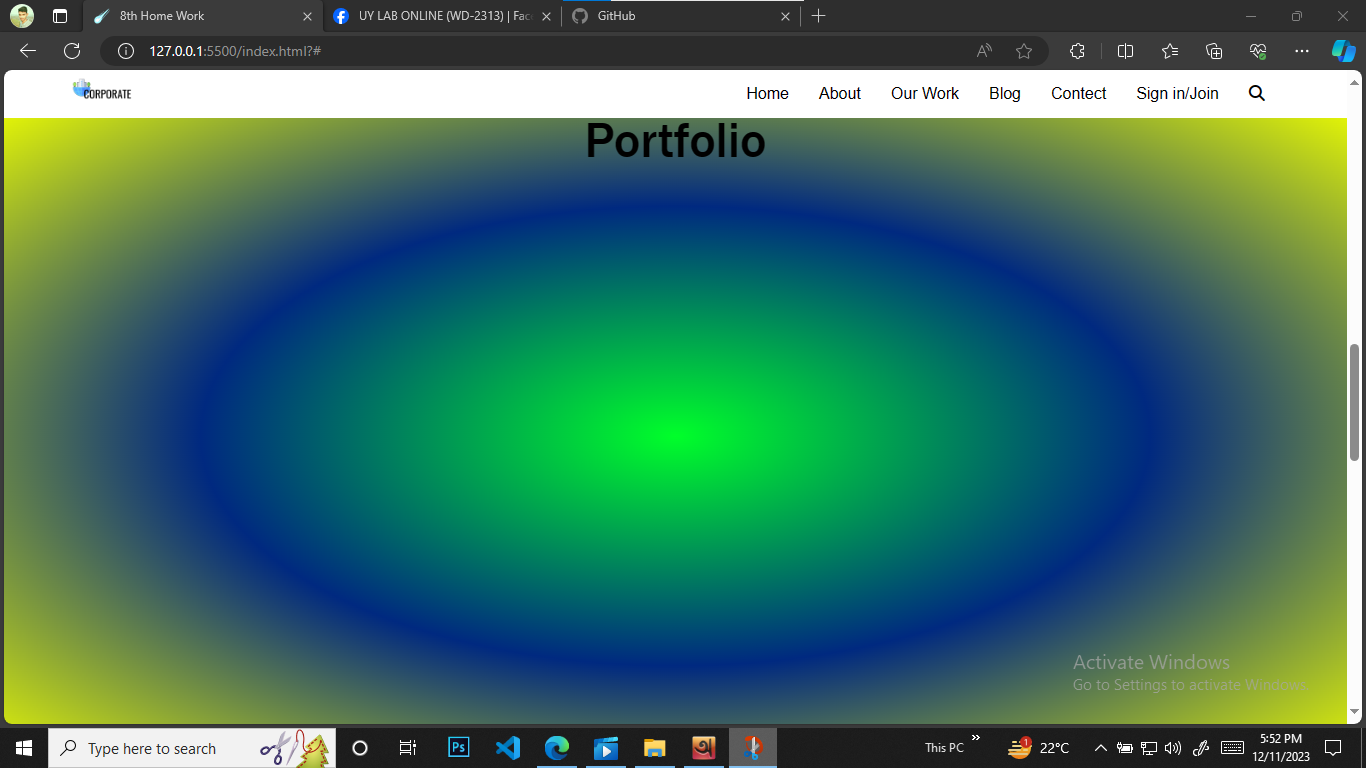 8th Home Work
UY LAB ONLINE (WD-2313) | Fac
GitHub
127.0.0.1:5500/index.html?#
CORPORATE
Home
About
Our Work
Blog
Contect
Sign in/Join
Portfolio
Activate Windows
Go to Settings to activate Windows.
Type here to search
Ps
This PC
1
22°C
5:52 PM
12/11/2023